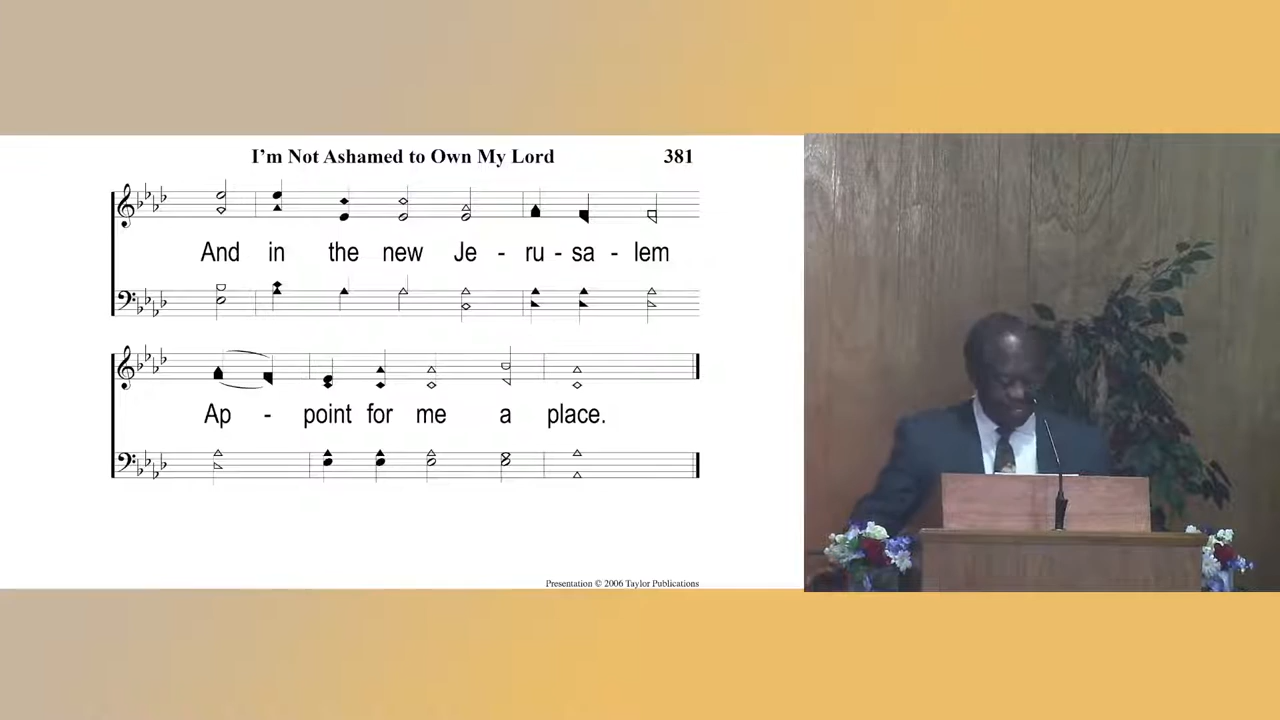 I’m Not Ashamed to Own My Lord 381
And in the new Je - ru - sa - lem
Ap - point for me a place.
Presentation © 2006 Taylor Publications